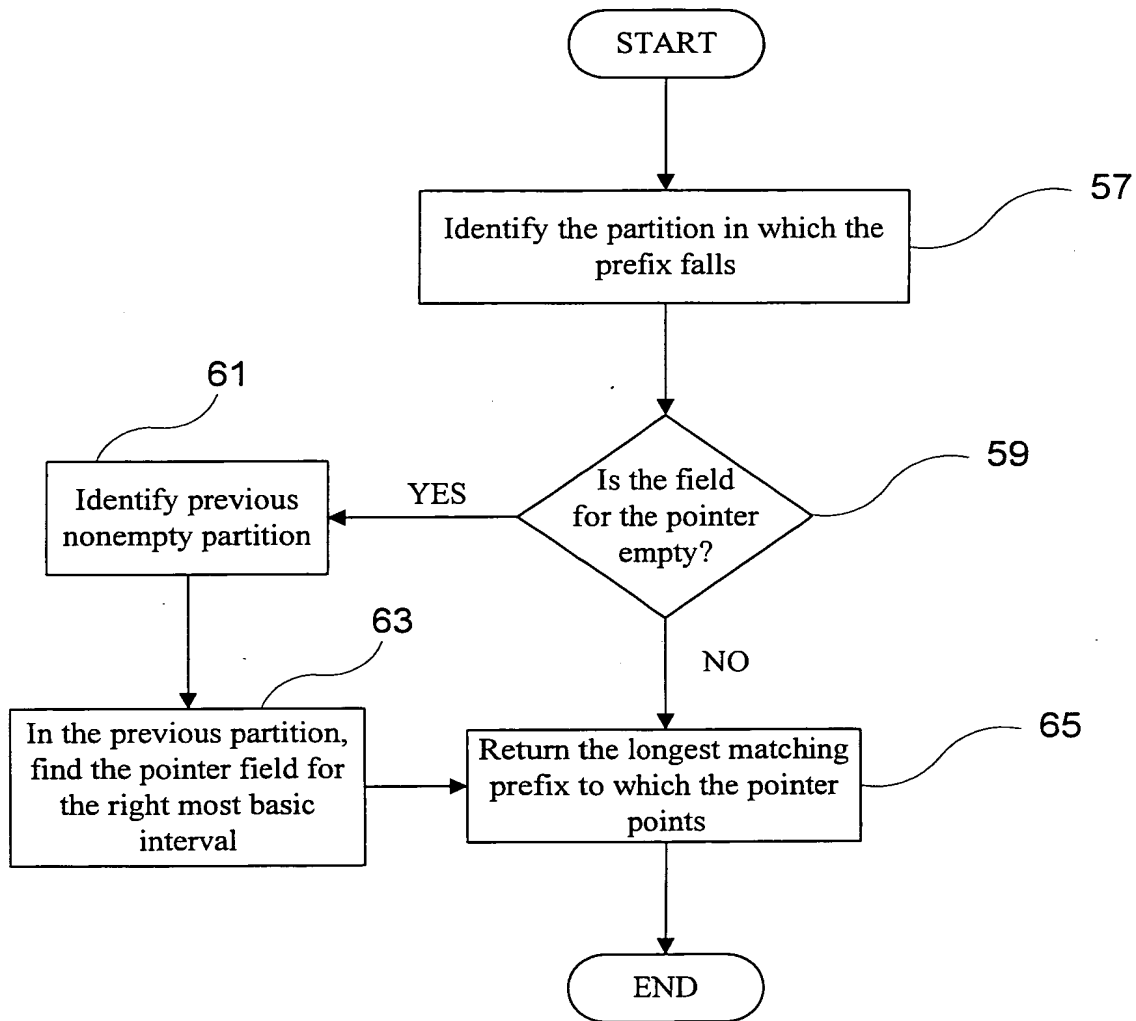 START
57
Identify the partition in which the
prefix falls
61
59
Is the field
for the pointer
empty?
YES
Identify previous
nonempty partition
63
NO
In the previous partition,
find the pointer field for
the right most basic
interval
65
Return the longest matching
prefix to which the pointer
points
END